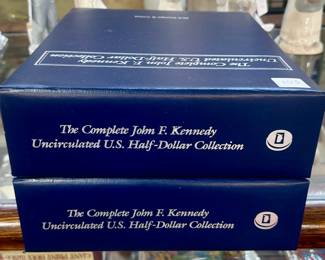 The Complete John F. Kennedy
Uncirculated U.S. Half-Dollar Collection
The Complete John F. Kennedy
Uncirculated U.S. Half-Dollar Collection
The Complete John F. Kennedy
Uncirculated U.S. Half-Dollar Collection